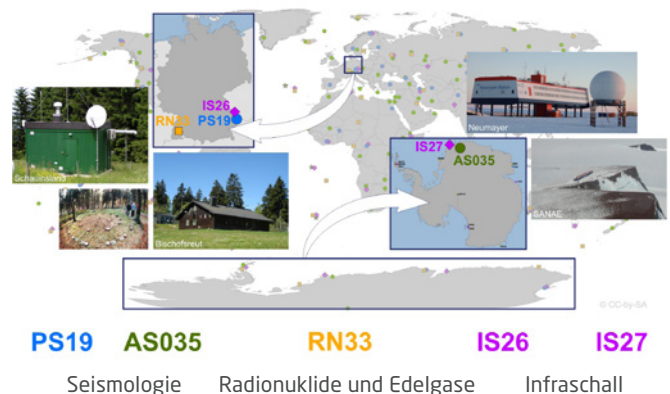 IS26
RN33 PS19
Schauinsland
Bischofsreut
Neumayer
IS27
AS035
SANAE
© CC-by-SA
PS19 AS035 RN33 IS26 IS27
Seismologie Radionuklide und Edelgase Infraschall